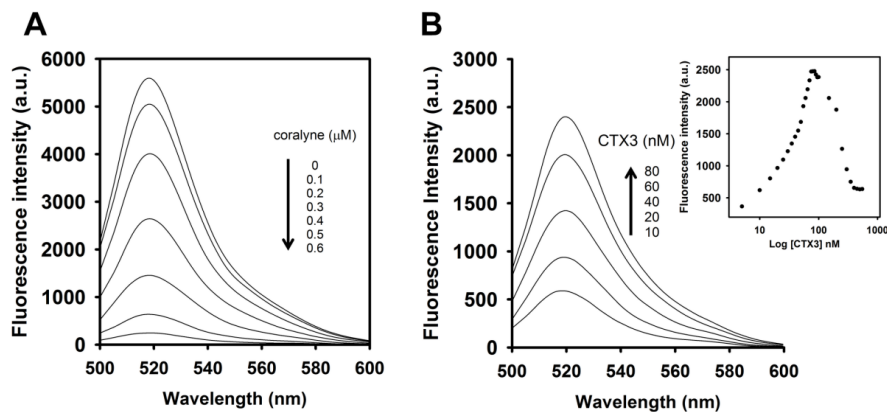 A
Fluorescence intensity (a.u.)
6000
5000
4000
3000
2000
1000
0
500 520 540 560 580 600
Wavelength (nm)
coralyne (μM)
0
0.1
0.2
0.3
0.4
0.5
0.6
B
Fluorescence Intensity (a.u.)
3000
2500
2000
1500
1000
500
0
500 520 540 560 580 600
Wavelength (nm)
CTX3 (nM)
80
60
40
20
10
Fluorescence intensity (a.u.)
2500
2000
1500
1000
500
10 100 1000
Log [CTX3] nM